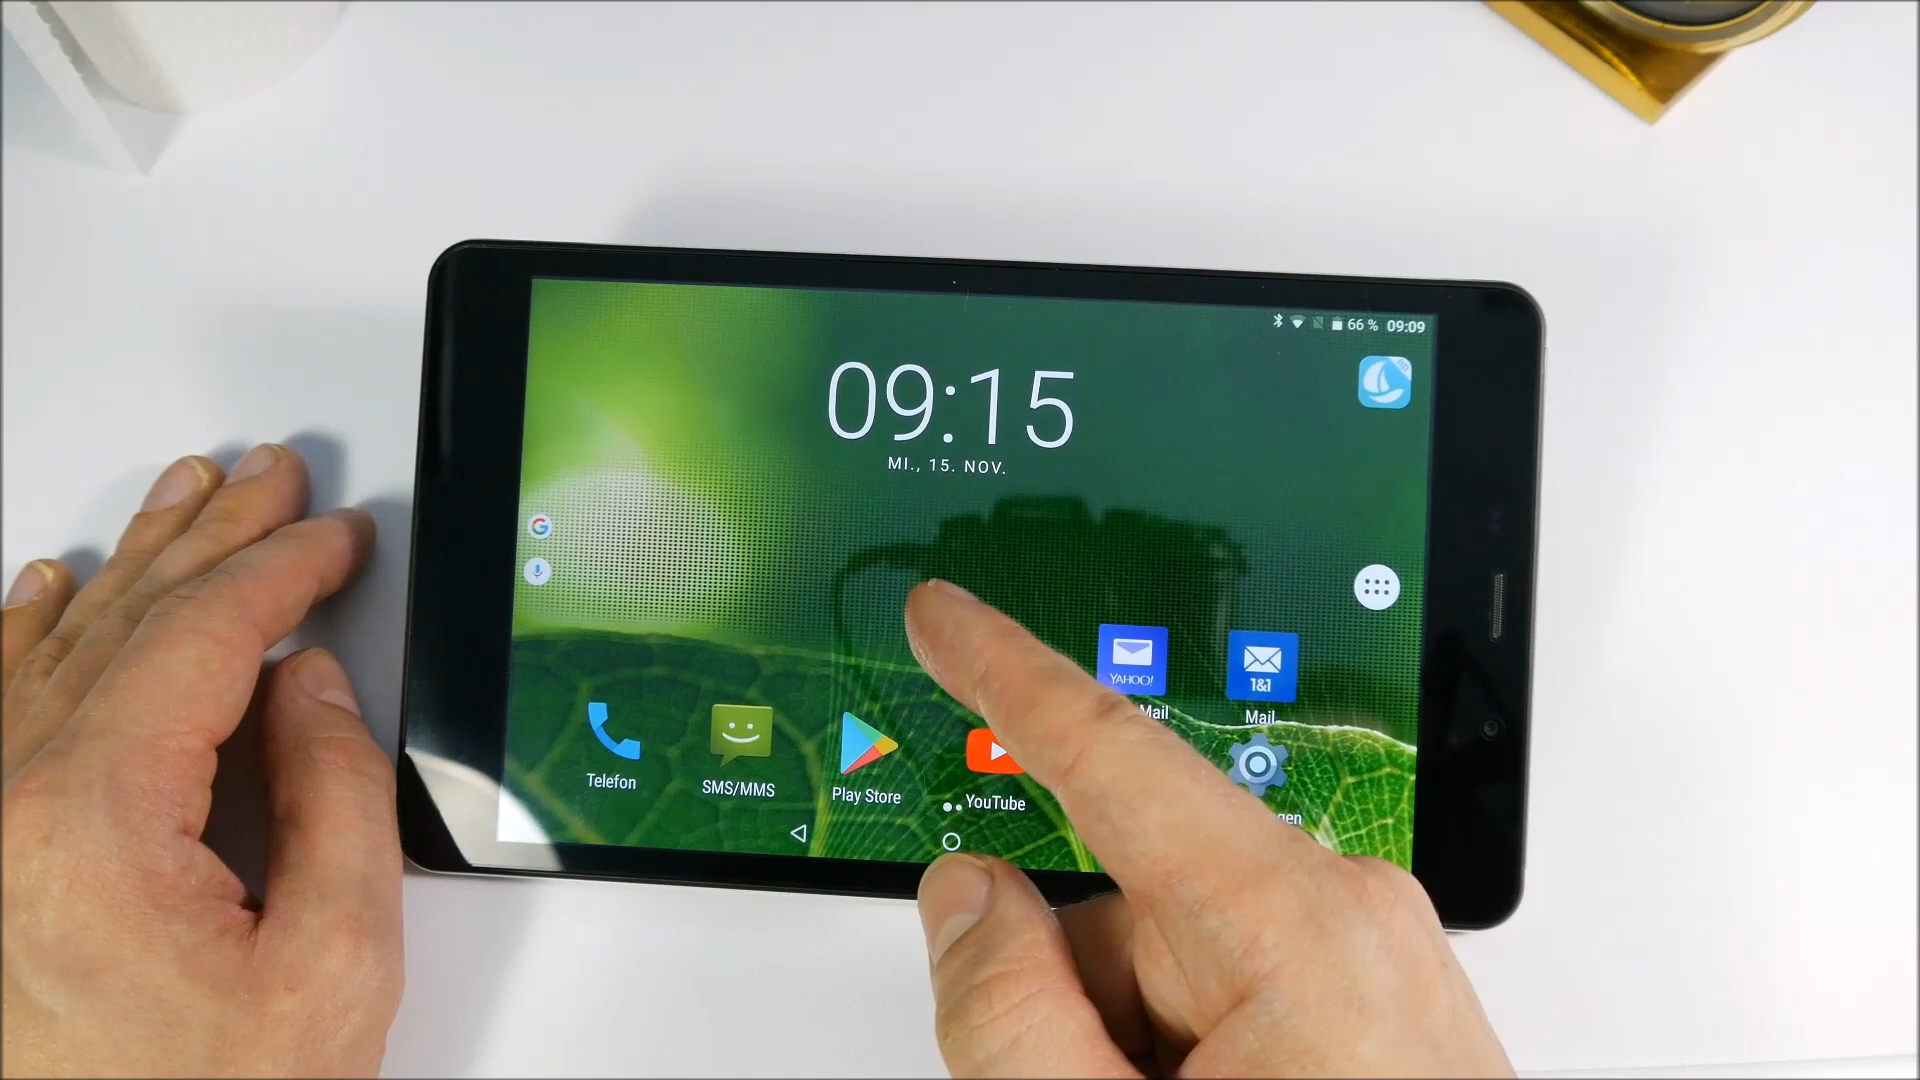 66 % 09:09
09:15
MI., 15. NOV.
G
YAHOO!
Mail
1&1
Mail
Telefon
SMS/MMS
Play Store
YouTube
gen